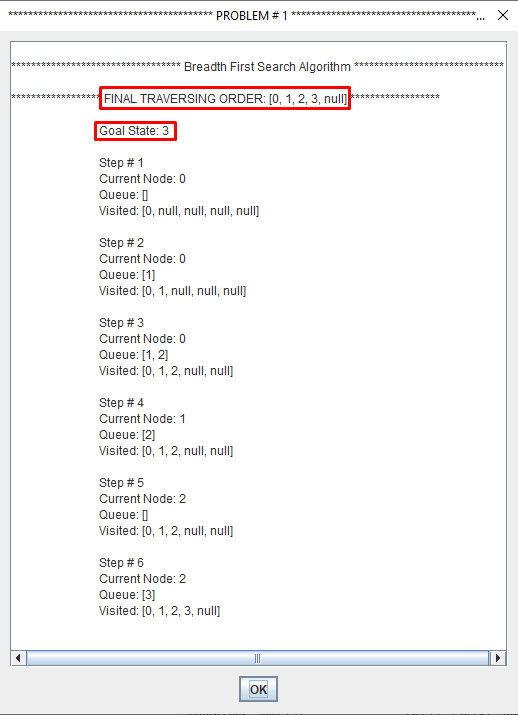 ***************************************** PROBLEM # 1 *************************************...
********************************** Breadth First Search Algorithm ******************************
****************** FINAL TRAVERSING ORDER: [0, 1, 2, 3, null] ******************
Goal State: 3
Step # 1
Current Node: 0
Queue: []
Visited: [0, null, null, null, null]
Step # 2
Current Node: 0
Queue: [1]
Visited: [0, 1, null, null, null]
Step # 3
Current Node: 0
Queue: [1, 2]
Visited: [0, 1, 2, null, null]
Step # 4
Current Node: 1
Queue: [2]
Visited: [0, 1, 2, null, null]
Step # 5
Current Node: 2
Queue: []
Visited: [0, 1, 2, null, null]
Step # 6
Current Node: 2
Queue: [3]
Visited: [0, 1, 2, 3, null]
OK